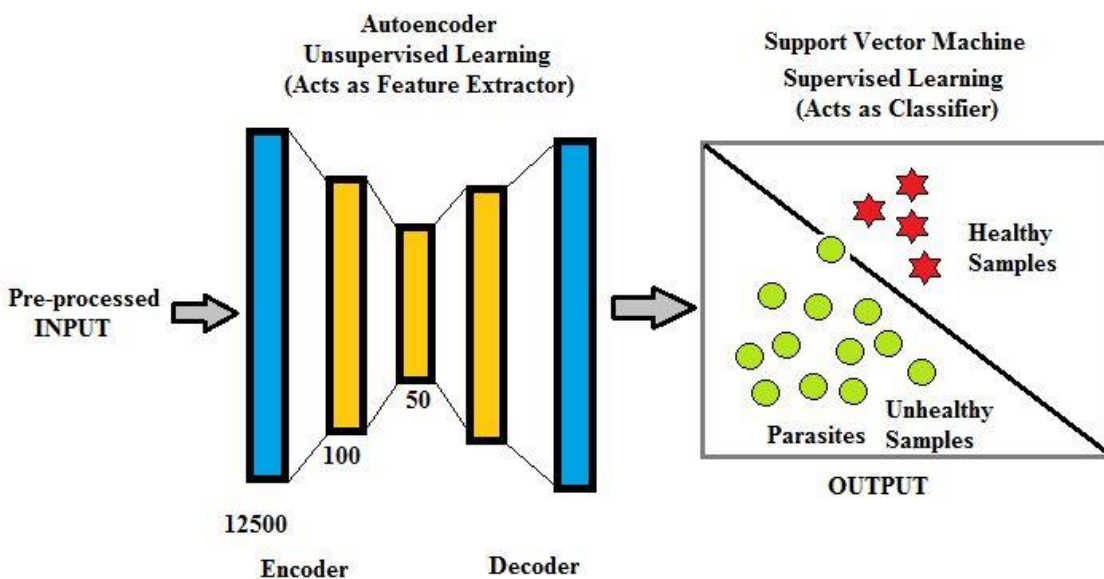 Autoencoder
Unsupervised Learning
(Acts as Feature Extractor)
Support Vector Machine
Supervised Learning
(Acts as Classifier)
Pre-processed
INPUT
12500
100
50
Encoder
Decoder
Healthy
Samples
Parasites
Unhealthy
Samples
OUTPUT